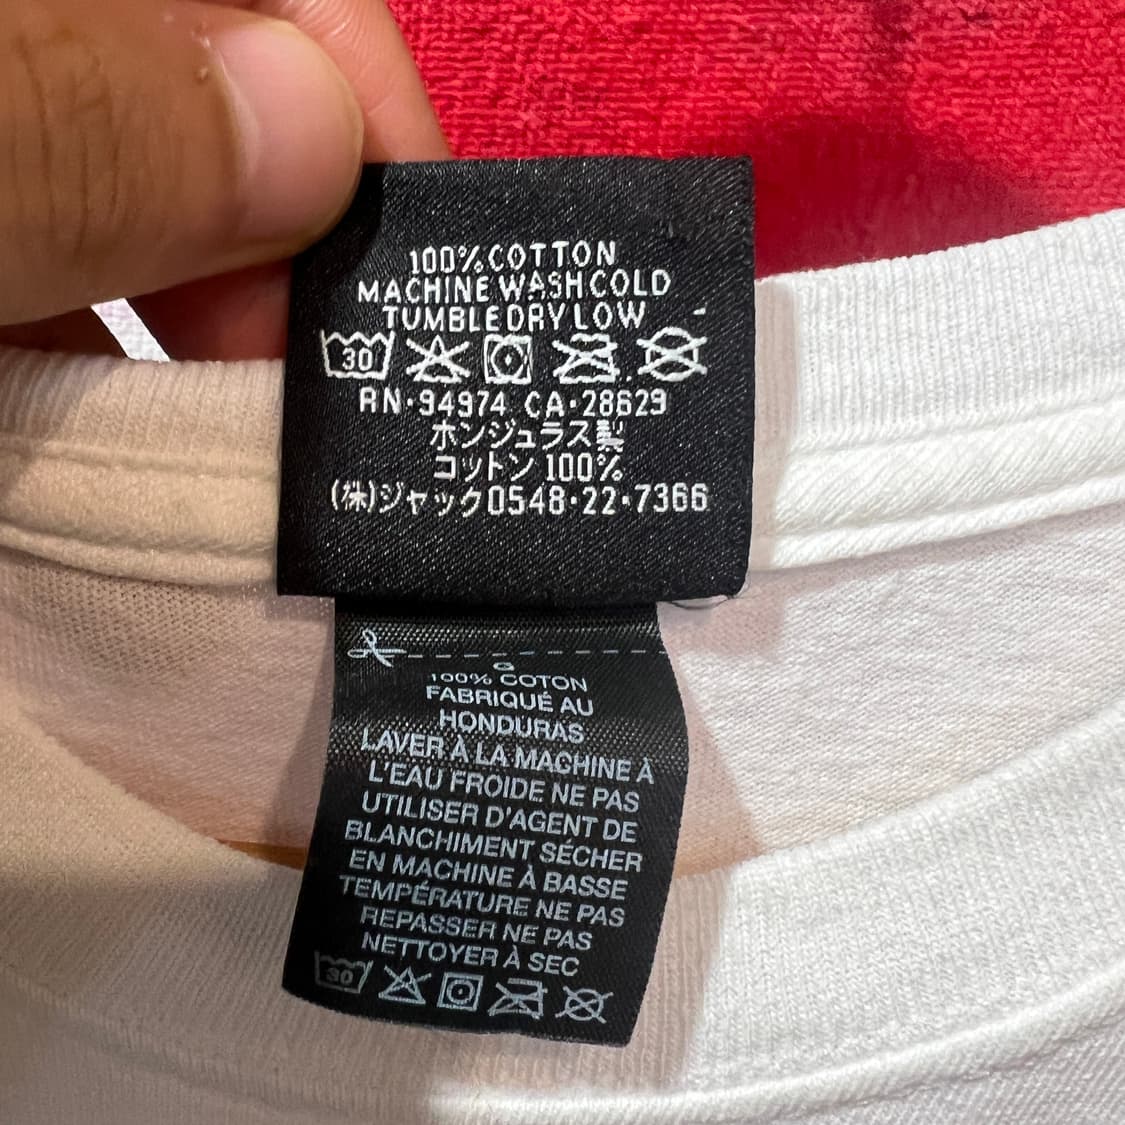 100% COTTON
MACHINE WASH COLD
TUMBLE DRY LOW
30
RN·94974 CA·28629
ホンジュラス製
コットン 100%
(株)ジャック0548·22·7366
G
100% COTON
FABRIQUÉ AU
HONDURAS
LAVER À LA MACHINE À
L'EAU FROIDE NE PAS
UTILISER D'AGENT DE
BLANCHIMENT SÉCHER
EN MACHINE À BASSE
TEMPÉRATURE NE PAS
REPASSER NE PAS
NETTOYER À SEC
30